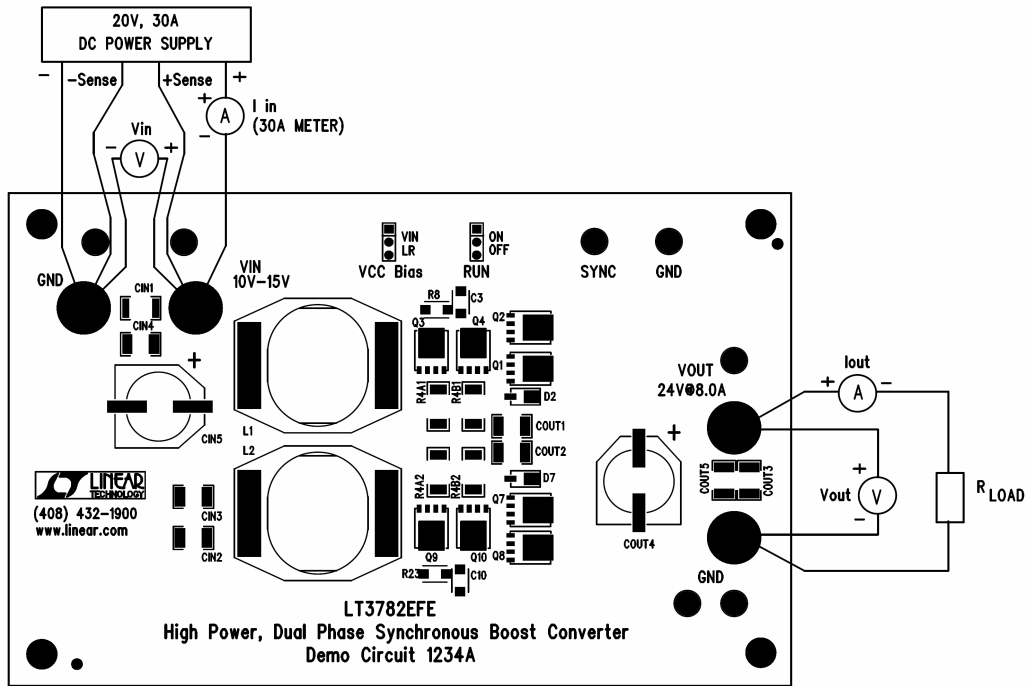 20V, 30A
DC POWER SUPPLY
- -Sense +Sense +
+ A - I in
(30A METER)
Vin
- V +
GND
VIN
10V-15V
VIN
LR
VCC Bias
ON
OFF
RUN
SYNC
GND
CIN1
CIN4
+
CIN5
R8
C3
Q3
Q4
Q2
Q1
R4A1
R4B1
D2
L1
L2
COUT1
COUT2
R4A2
R4B2
D7
Q7
Q8
Q9
Q10
R23
C10
CIN3
CIN2
VOUT
24V@8.0A
+
COUT4
COUT5
COUT3
GND
Iout
+ A -
+
Vout V
-
R LOAD
LINEAR
TECHNOLOGY
(408) 432-1900
www.linear.com
LT3782EFE
High Power, Dual Phase Synchronous Boost Converter
Demo Circuit 1234A